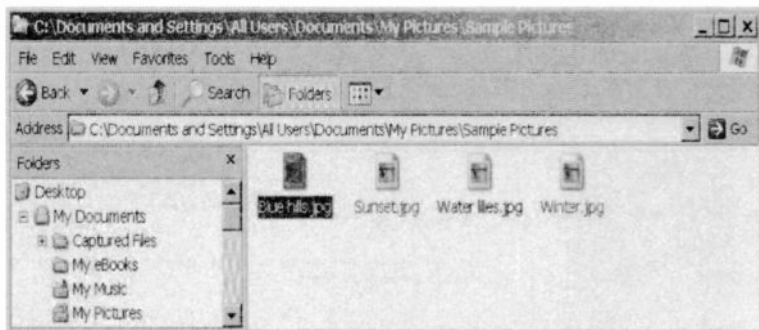 C:\Documents and Settings\All Users\Documents\My Pictures\Sample Pictures
File Edit View Favorites Tools Help
Back Search Folders
Address C:\Documents and Settings\All Users\Documents\My Pictures\Sample Pictures Go
Folders x
Desktop
My Documents
Captured Files
My eBooks
My Music
My Pictures
Blue hills.jpg Sunset.jpg Water lilies.jpg Winter.jpg